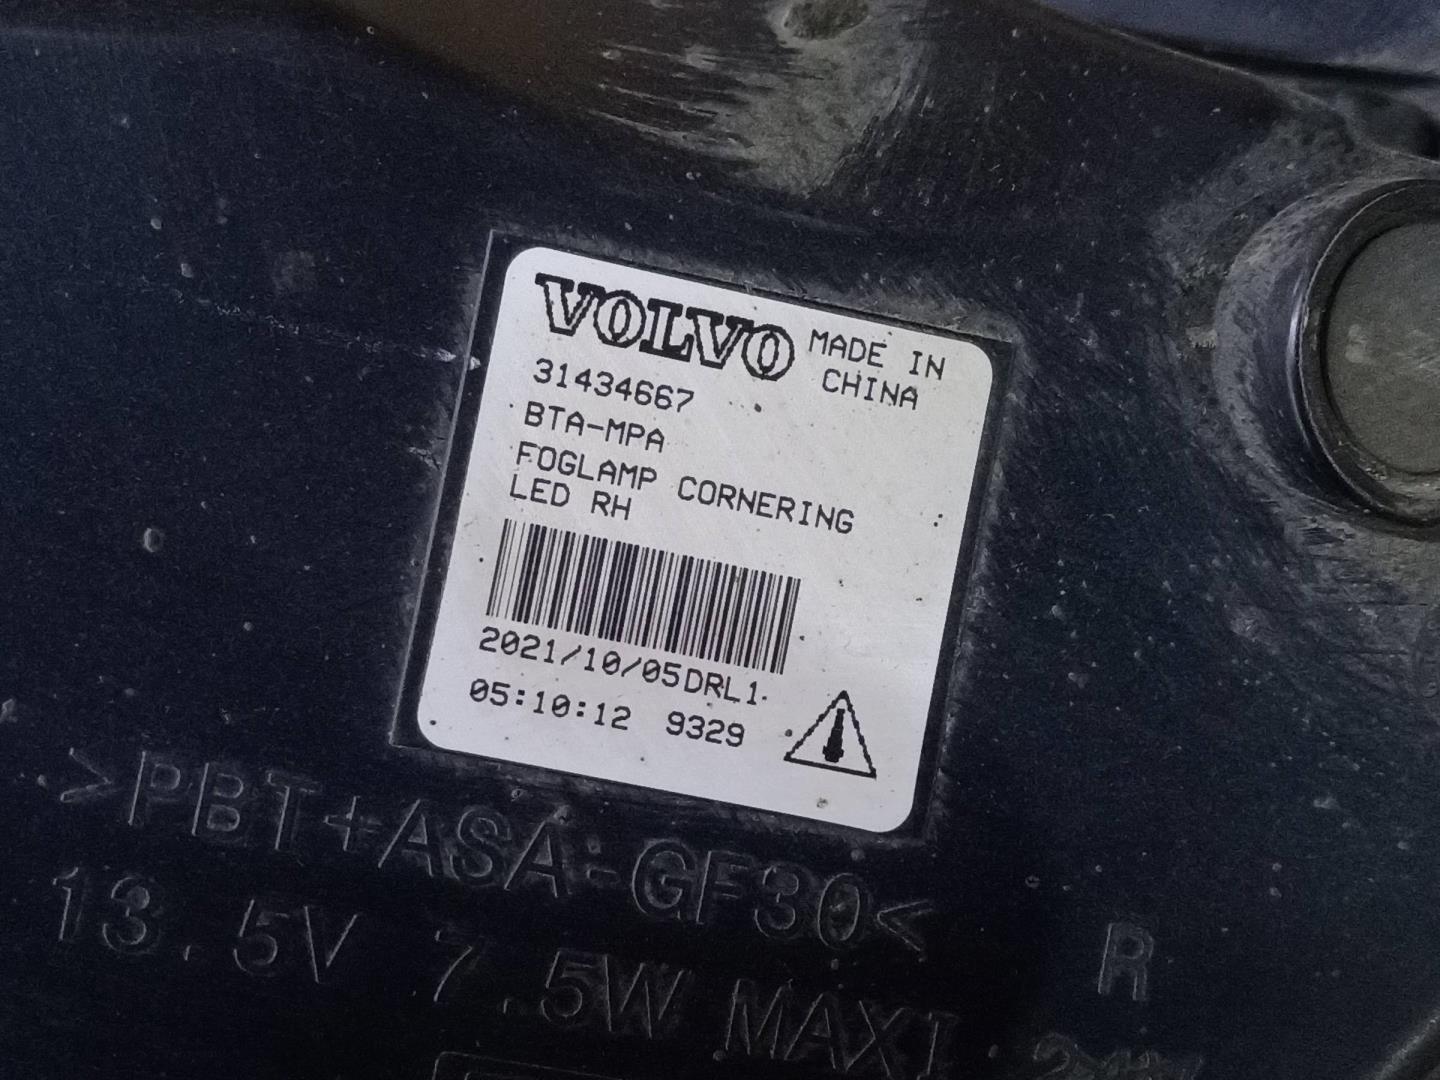 VOLVO MADE IN
CHINA
31434667
BTA-MPA
FOGLAMP CORNERING
LED RH
2021/10/05DRL1
05:10:12 9329
>PBT+ASA-GF30<
R
13.5V 7.5W MAXI